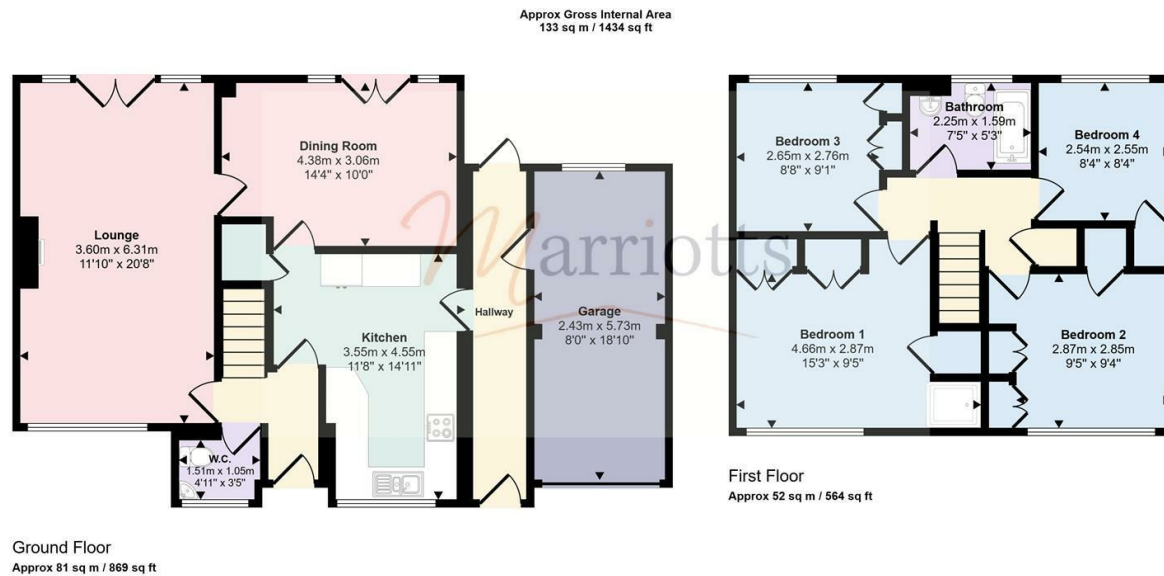 Approx Gross Internal Area
133 sq m / 1434 sq ft
Lounge
3.60m x 6.31m
11'10" x 20'8"
Dining Room
4.38m x 3.06m
14'4" x 10'0"
Kitchen
3.55m x 4.55m
11'8" x 14'11"
Hallway
Garage
2.43m x 5.73m
8'0" x 18'10"
W.C.
1.51m x 1.05m
4'11" x 3'5"
Ground Floor
Approx 81 sq m / 869 sq ft
Marriotts
Bedroom 3
2.65m x 2.76m
8'8" x 9'1"
Bathroom
2.25m x 1.59m
7'5" x 5'3"
Bedroom 4
2.54m x 2.55m
8'4" x 8'4"
Bedroom 1
4.66m x 2.87m
15'3" x 9'5"
Bedroom 2
2.87m x 2.85m
9'5" x 9'4"
First Floor
Approx 52 sq m / 564 sq ft